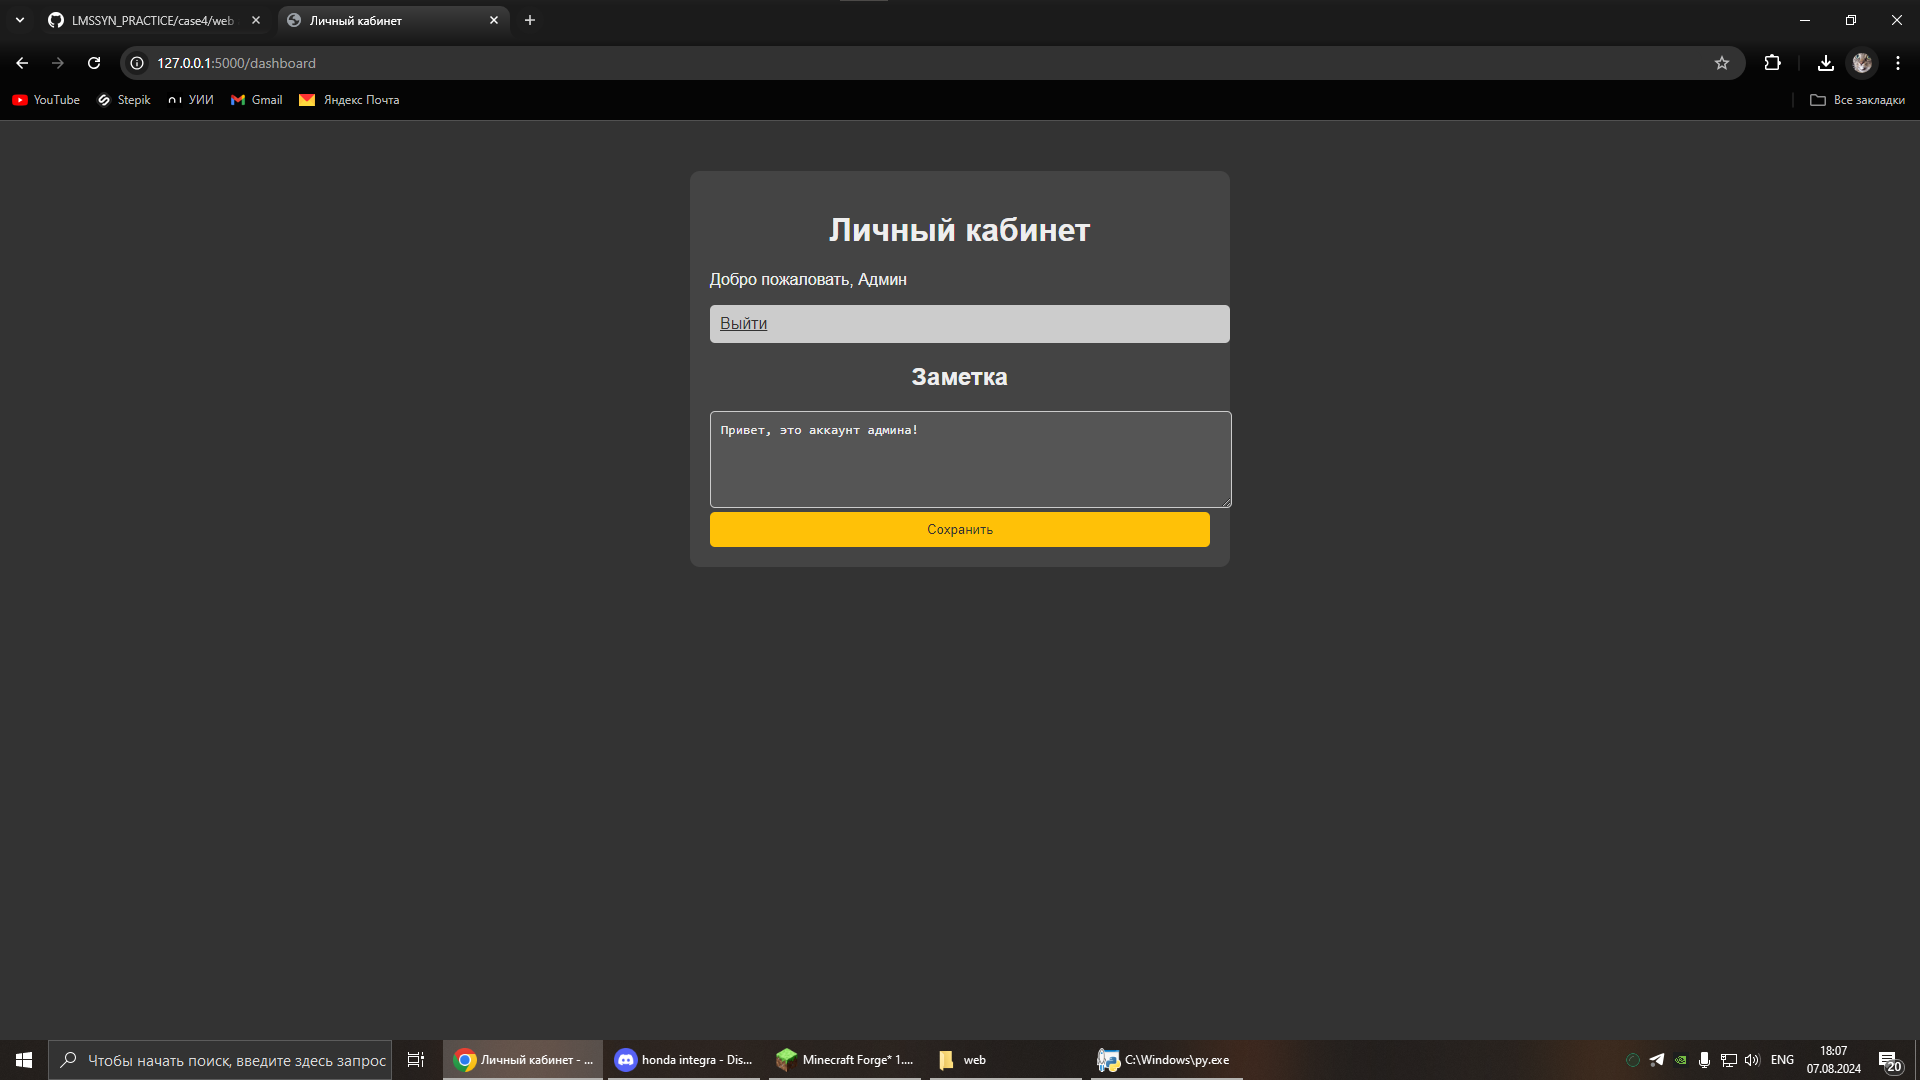 LMSSYN_PRACTICE/case4/web
Личный кабинет
127.0.0.1:5000/dashboard
YouTube
Stepik
УИИ
Gmail
Яндекс Почта
Все закладки
Личный кабинет
Добро пожаловать, Админ
Выйти
Заметка
Привет, это аккаунт админа!
Сохранить
Чтобы начать поиск, введите здесь запрос
Личный кабинет - ...
honda integra - Dis...
Minecraft Forge* 1....
web
C:\Windows\py.exe
ENG
18:07
07.08.2024
20